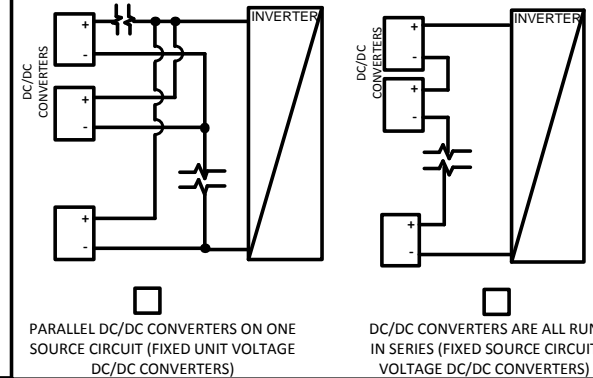 DC/DC
CONVERTERS
+
-
+
-
+
-
INVERTER
PARALLEL DC/DC CONVERTERS ON ONE
SOURCE CIRCUIT (FIXED UNIT VOLTAGE
DC/DC CONVERTERS)
DC/DC
CONVERTERS
+
-
+
-
+
-
INVERTER
DC/DC CONVERTERS ARE ALL RUN
IN SERIES (FIXED SOURCE CIRCUIT
VOLTAGE DC/DC CONVERTERS)